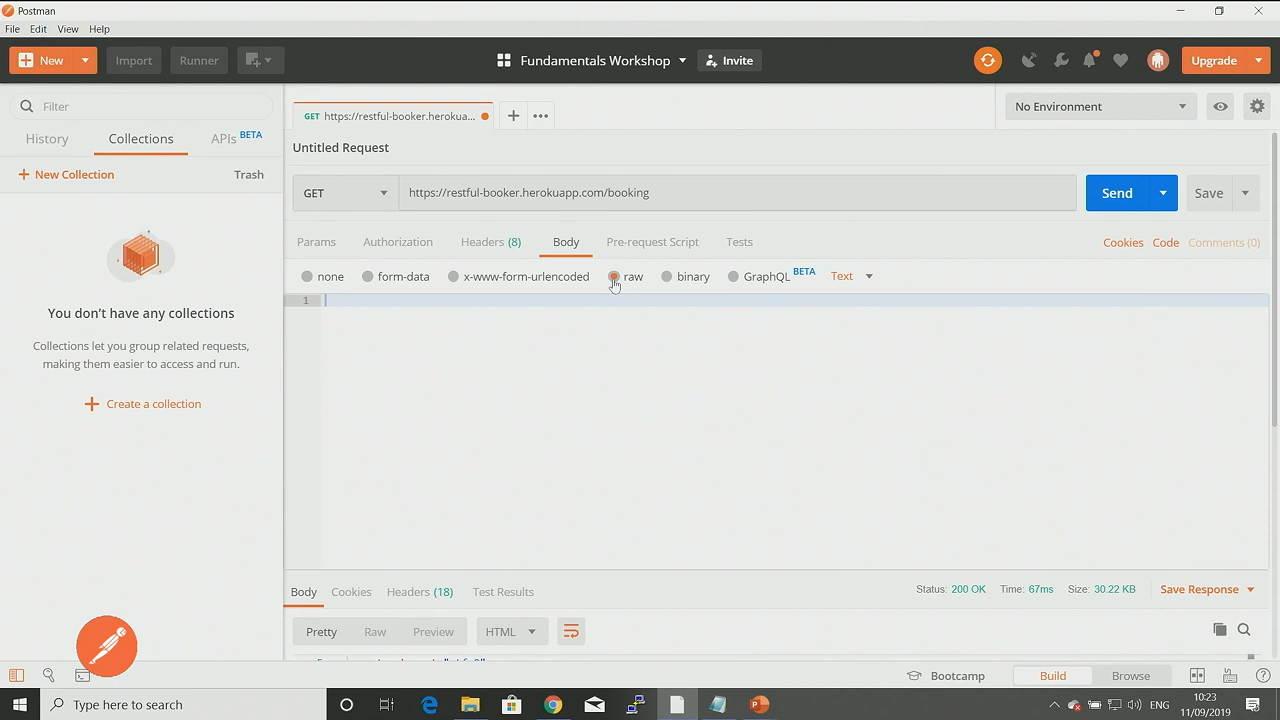 Postman
File Edit View Help
New Import Runner Fundamentals Workshop Invite Upgrade
Filter
History Collections APIs BETA
New Collection Trash
You don't have any collections
Collections let you group related requests,
making them easier to access and run.
Create a collection
GET https://restful-booker.herokua... No Environment
Untitled Request
GET https://restful-booker.herokuapp.com/booking Send Save
Params Authorization Headers (8) Body Pre-request Script Tests Cookies Code Comments (0)
none form-data x-www-form-urlencoded raw binary GraphQL BETA Text
1
Body Cookies Headers (18) Test Results Status: 200 OK Time: 67ms Size: 30.22 KB Save Response
Pretty Raw Preview HTML
Bootcamp Build Browse
Type here to search ENG 10:23
11/09/2019